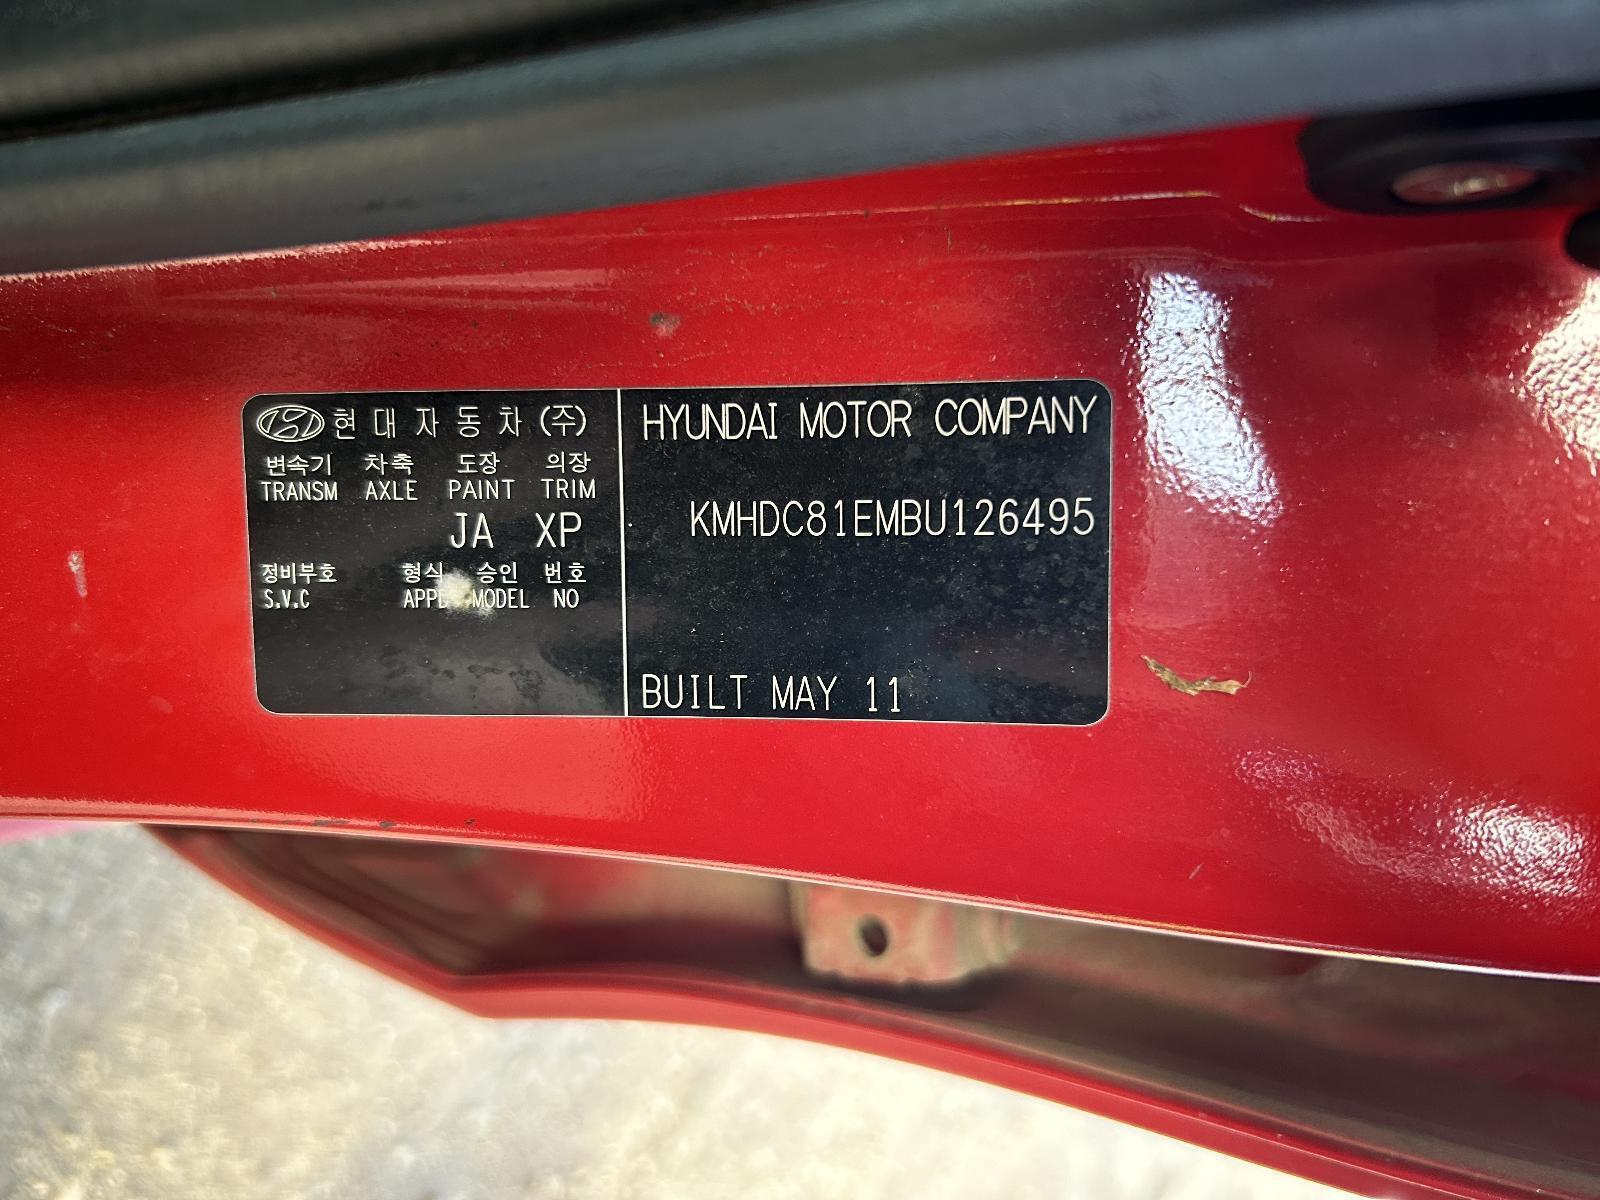 현대자동차(주)
변속기 차축 도장 의장
TRANSM AXLE PAINT TRIM
JA XP
정비부호 형식 승인 번호
S.V.C APPL MODEL NO
HYUNDAI MOTOR COMPANY
KMHDC81EMBU126495
BUILT MAY 11